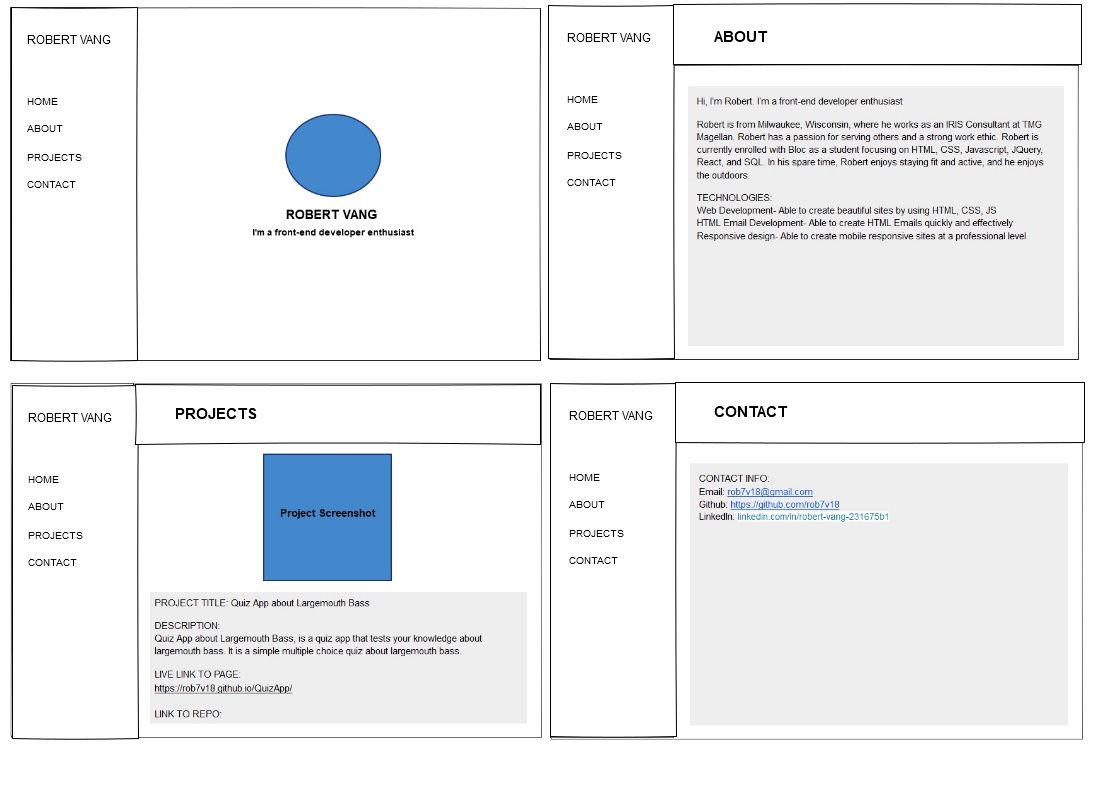 ROBERT VANG
HOME
ABOUT
PROJECTS
CONTACT
ROBERT VANG
I'm a front-end developer enthusiast
ROBERT VANG
HOME
ABOUT
PROJECTS
CONTACT
ABOUT
Hi, I'm Robert. I'm a front-end developer enthusiast
Robert is from Milwaukee, Wisconsin, where he works as an IRIS Consultant at TMG
Magellan. Robert has a passion for serving others and a strong work ethic. Robert is
currently enrolled with Bloc as a student focusing on HTML, CSS, Javascript, JQuery,
React, and SQL. In his spare time, Robert enjoys staying fit and active, and he enjoys
the outdoors.
TECHNOLOGIES:
Web Development- Able to create beautiful sites by using HTML, CSS, JS
HTML Email Development- Able to create HTML Emails quickly and effectively
Responsive design- Able to create mobile responsive sites at a professional level
ROBERT VANG
HOME
ABOUT
PROJECTS
CONTACT
PROJECTS
Project Screenshot
PROJECT TITLE: Quiz App about Largemouth Bass
DESCRIPTION:
Quiz App about Largemouth Bass, is a quiz app that tests your knowledge about
largemouth bass. It is a simple multiple choice quiz about largemouth bass.
LIVE LINK TO PAGE:
https://rob7v18.github.io/QuizApp/
LINK TO REPO:
ROBERT VANG
HOME
ABOUT
PROJECTS
CONTACT
CONTACT
CONTACT INFO:
Email: rob7v18@gmail.com
Github: https://github.com/rob7v18
LinkedIn: linkedin.com/in/robert-vang-231675b1